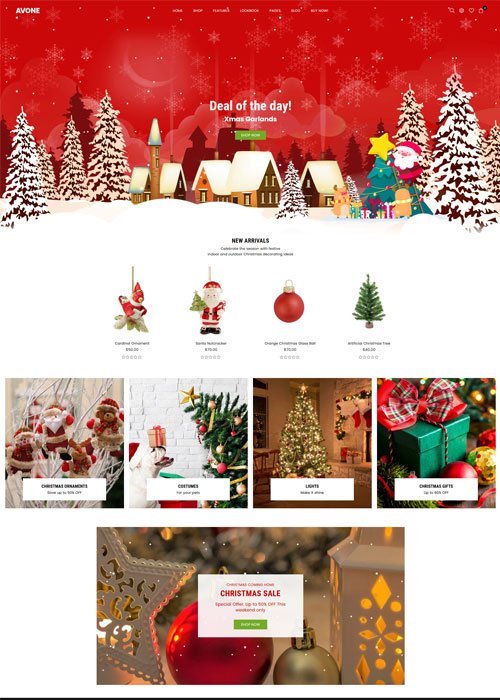 AVONE
HOME SHOP FEATURES LOOKBOOK PAGES BLOG BUY NOW!
Deal of the day!
Xmas Garlands
SHOP NOW
NEW ARRIVALS
Celebrate the season with festive
indoor and outdoor Christmas decorating ideas
Cardinal Ornament
$50.00
Santa Nutcracker
$70.00
Orange Christmas Glass Ball
$70.00
Artificial Christmas Tree
$40.00
CHRISTMAS ORNAMENTS
Save up to 50% OFF
COSTUMES
For your pets
LIGHTS
Make it shine
CHRISTMAS GIFTS
Up to 60% OFF
CHRISTMAS COMING HOME
CHRISTMAS SALE
Special Offer, Up to 50% OFF This
weekend only
SHOP NOW